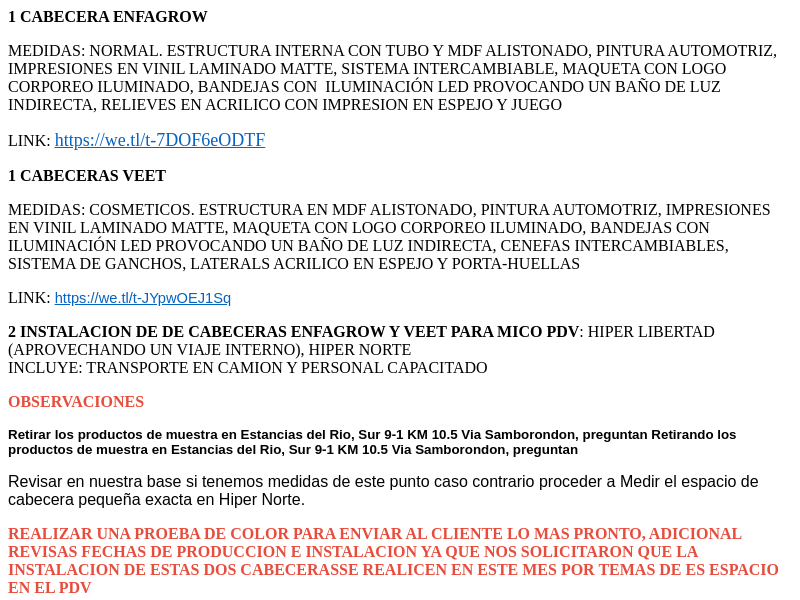 1 CABECERA ENFAGROW
MEDIDAS: NORMAL. ESTRUCTURA INTERNA CON TUBO Y MDF ALISTONADO, PINTURA AUTOMOTRIZ,
IMPRESIONES EN VINIL LAMINADO MATTE, SISTEMA INTERCAMBIABLE, MAQUETA CON LOGO
CORPOREO ILUMINADO, BANDEJAS CON  ILUMINACIÓN LED PROVOCANDO UN BAÑO DE LUZ
INDIRECTA, RELIEVES EN ACRILICO CON IMPRESION EN ESPEJO Y JUEGO
LINK: https://we.tl/t-7DOF6eODTF
1 CABECERAS VEET
MEDIDAS: COSMETICOS. ESTRUCTURA EN MDF ALISTONADO, PINTURA AUTOMOTRIZ, IMPRESIONES
EN VINIL LAMINADO MATTE, MAQUETA CON LOGO CORPOREO ILUMINADO, BANDEJAS CON
ILUMINACIÓN LED PROVOCANDO UN BAÑO DE LUZ INDIRECTA, CENEFAS INTERCAMBIABLES,
SISTEMA DE GANCHOS, LATERALS ACRILICO EN ESPEJO Y PORTA-HUELLAS
LINK: https://we.tl/t-JYpwOEJ1Sq
2 INSTALACION DE DE CABECERAS ENFAGROW Y VEET PARA MICO PDV: HIPER LIBERTAD
(APROVECHANDO UN VIAJE INTERNO), HIPER NORTE
INCLUYE: TRANSPORTE EN CAMION Y PERSONAL CAPACITADO
OBSERVACIONES
Retirar los productos de muestra en Estancias del Rio, Sur 9-1 KM 10.5 Via Samborondon, preguntan Retirando los
productos de muestra en Estancias del Rio, Sur 9-1 KM 10.5 Via Samborondon, preguntan
Revisar en nuestra base si tenemos medidas de este punto caso contrario proceder a Medir el espacio de
cabecera pequeña exacta en Hiper Norte.
REALIZAR UNA PROEBA DE COLOR PARA ENVIAR AL CLIENTE LO MAS PRONTO, ADICIONAL
REVISAS FECHAS DE PRODUCCION E INSTALACION YA QUE NOS SOLICITARON QUE LA
INSTALACION DE ESTAS DOS CABECERASSE REALICEN EN ESTE MES POR TEMAS DE ES ESPACIO
EN EL PDV